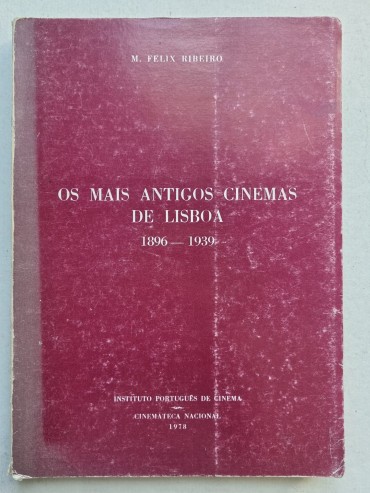 M. FELIX RIBEIRO
OS MAIS ANTIGOS CINEMAS
DE LISBOA
1896 — 1939
INSTITUTO PORTUGUÊS DE CINEMA
CINEMATECA NACIONAL
1978